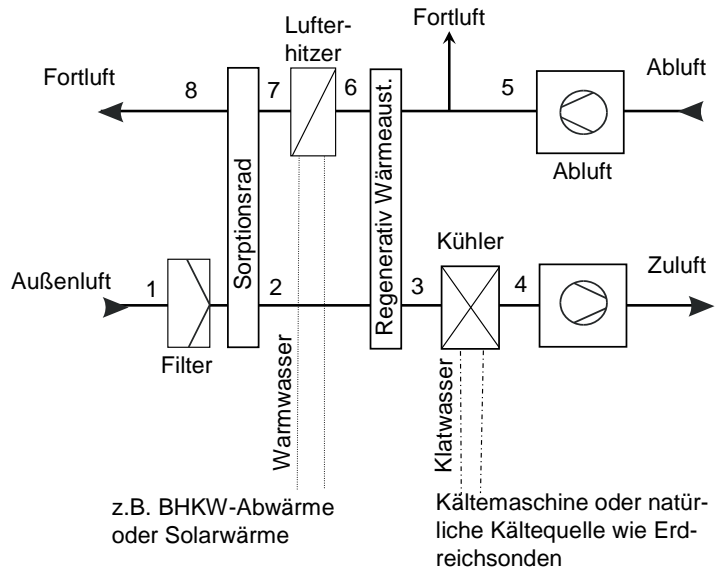 Lufter-
hitzer
Fortluft
Fortluft
8
7
6
5
Abluft
Abluft
Sorptionsrad
Regenerativ Wärmeaust.
Außenluft
1
Filter
2
3
Kühler
4
Zuluft
Warmwasser
Klatwasser
z.B. BHKW-Abwärme
oder Solarwärme
Kältemaschine oder natür-
liche Kältequelle wie Erd-
reichsonden